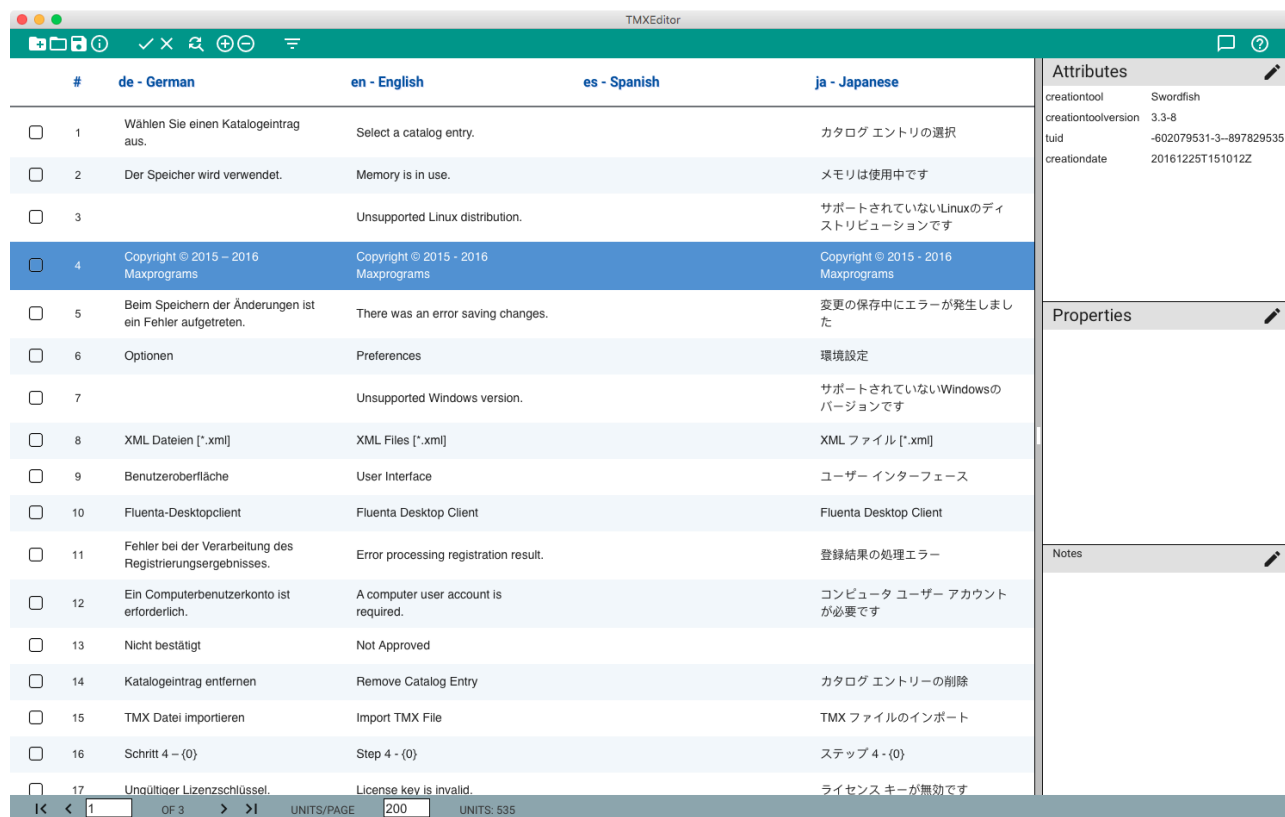 TMXEditor
# de - German en - English es - Spanish ja - Japanese
1 Wählen Sie einen Katalogeintrag aus. Select a catalog entry. カタログ エントリの選択
2 Der Speicher wird verwendet. Memory is in use. メモリは使用中です
3 Unsupported Linux distribution. サポートされていないLinuxのディストリビューションです
4 Copyright © 2015 – 2016 Maxprograms Copyright © 2015 - 2016 Maxprograms Copyright © 2015 - 2016 Maxprograms
5 Beim Speichern der Änderungen ist ein Fehler aufgetreten. There was an error saving changes. 変更の保存中にエラーが発生しました
6 Optionen Preferences 環境設定
7 Unsupported Windows version. サポートされていないWindowsのバージョンです
8 XML Dateien [*.xml] XML Files [*.xml] XML ファイル [*.xml]
9 Benutzeroberfläche User Interface ユーザー インターフェース
10 Fluenta-Desktopclient Fluenta Desktop Client Fluenta Desktop Client
11 Fehler bei der Verarbeitung des Registrierungsergebnisses. Error processing registration result. 登録結果の処理エラー
12 Ein Computerbenutzerkonto ist erforderlich. A computer user account is required. コンピュータ ユーザー アカウントが必要です
13 Nicht bestätigt Not Approved
14 Katalogeintrag entfernen Remove Catalog Entry カタログ エントリーの削除
15 TMX Datei importieren Import TMX File TMX ファイルのインポート
16 Schritt 4 – {0} Step 4 - {0} ステップ 4 - {0}
17 Ungültiger Lizenzschlüssel. License key is invalid. ライセンス キーが無効です
1 OF 3 UNITS/PAGE 200 UNITS: 535
Attributes
creationtool Swordfish
creationtoolversion 3.3-8
tuid -602079531-3--897829535
creationdate 20161225T151012Z
Properties
Notes